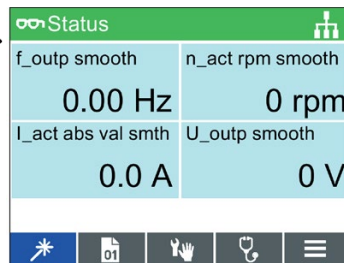 Status
f_outp smooth
n_act rpm smooth
0.00 Hz
0 rpm
I_act abs val smth
U_outp smooth
0.0 A
0 V
01